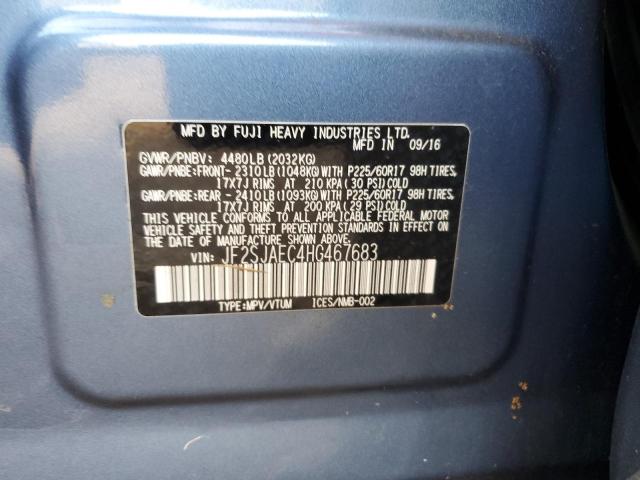 MFD BY FUJI HEAVY INDUSTRIES LTD.
MFD IN 09/16
GVWR/PNBV: 4480LB(2032KG)
GAWR/PNBE:FRONT- 2310LB(1048KG)WITH P225/60R17 98H TIRES,
17X7J RIMS AT 210 KPA(30 PSI)COLD
GAWR/PNBE:REAR - 2410LB(1093KG)WITH P225/60R17 98H TIRES,
17X7J RIMS AT 200 KPA(29 PSI)COLD
THIS VEHICLE CONFORMS TO ALL APPLICABLE FEDERAL MOTOR
VEHICLE SAFETY AND THEFT PREVENTION STANDARDS IN EFFECT ON
THE DATE OF MANUFACTURE SHOWN ABOVE.
VIN: JF2SJAEC4HG467683
TYPE:MPV/VTUM ICES/NMB-002